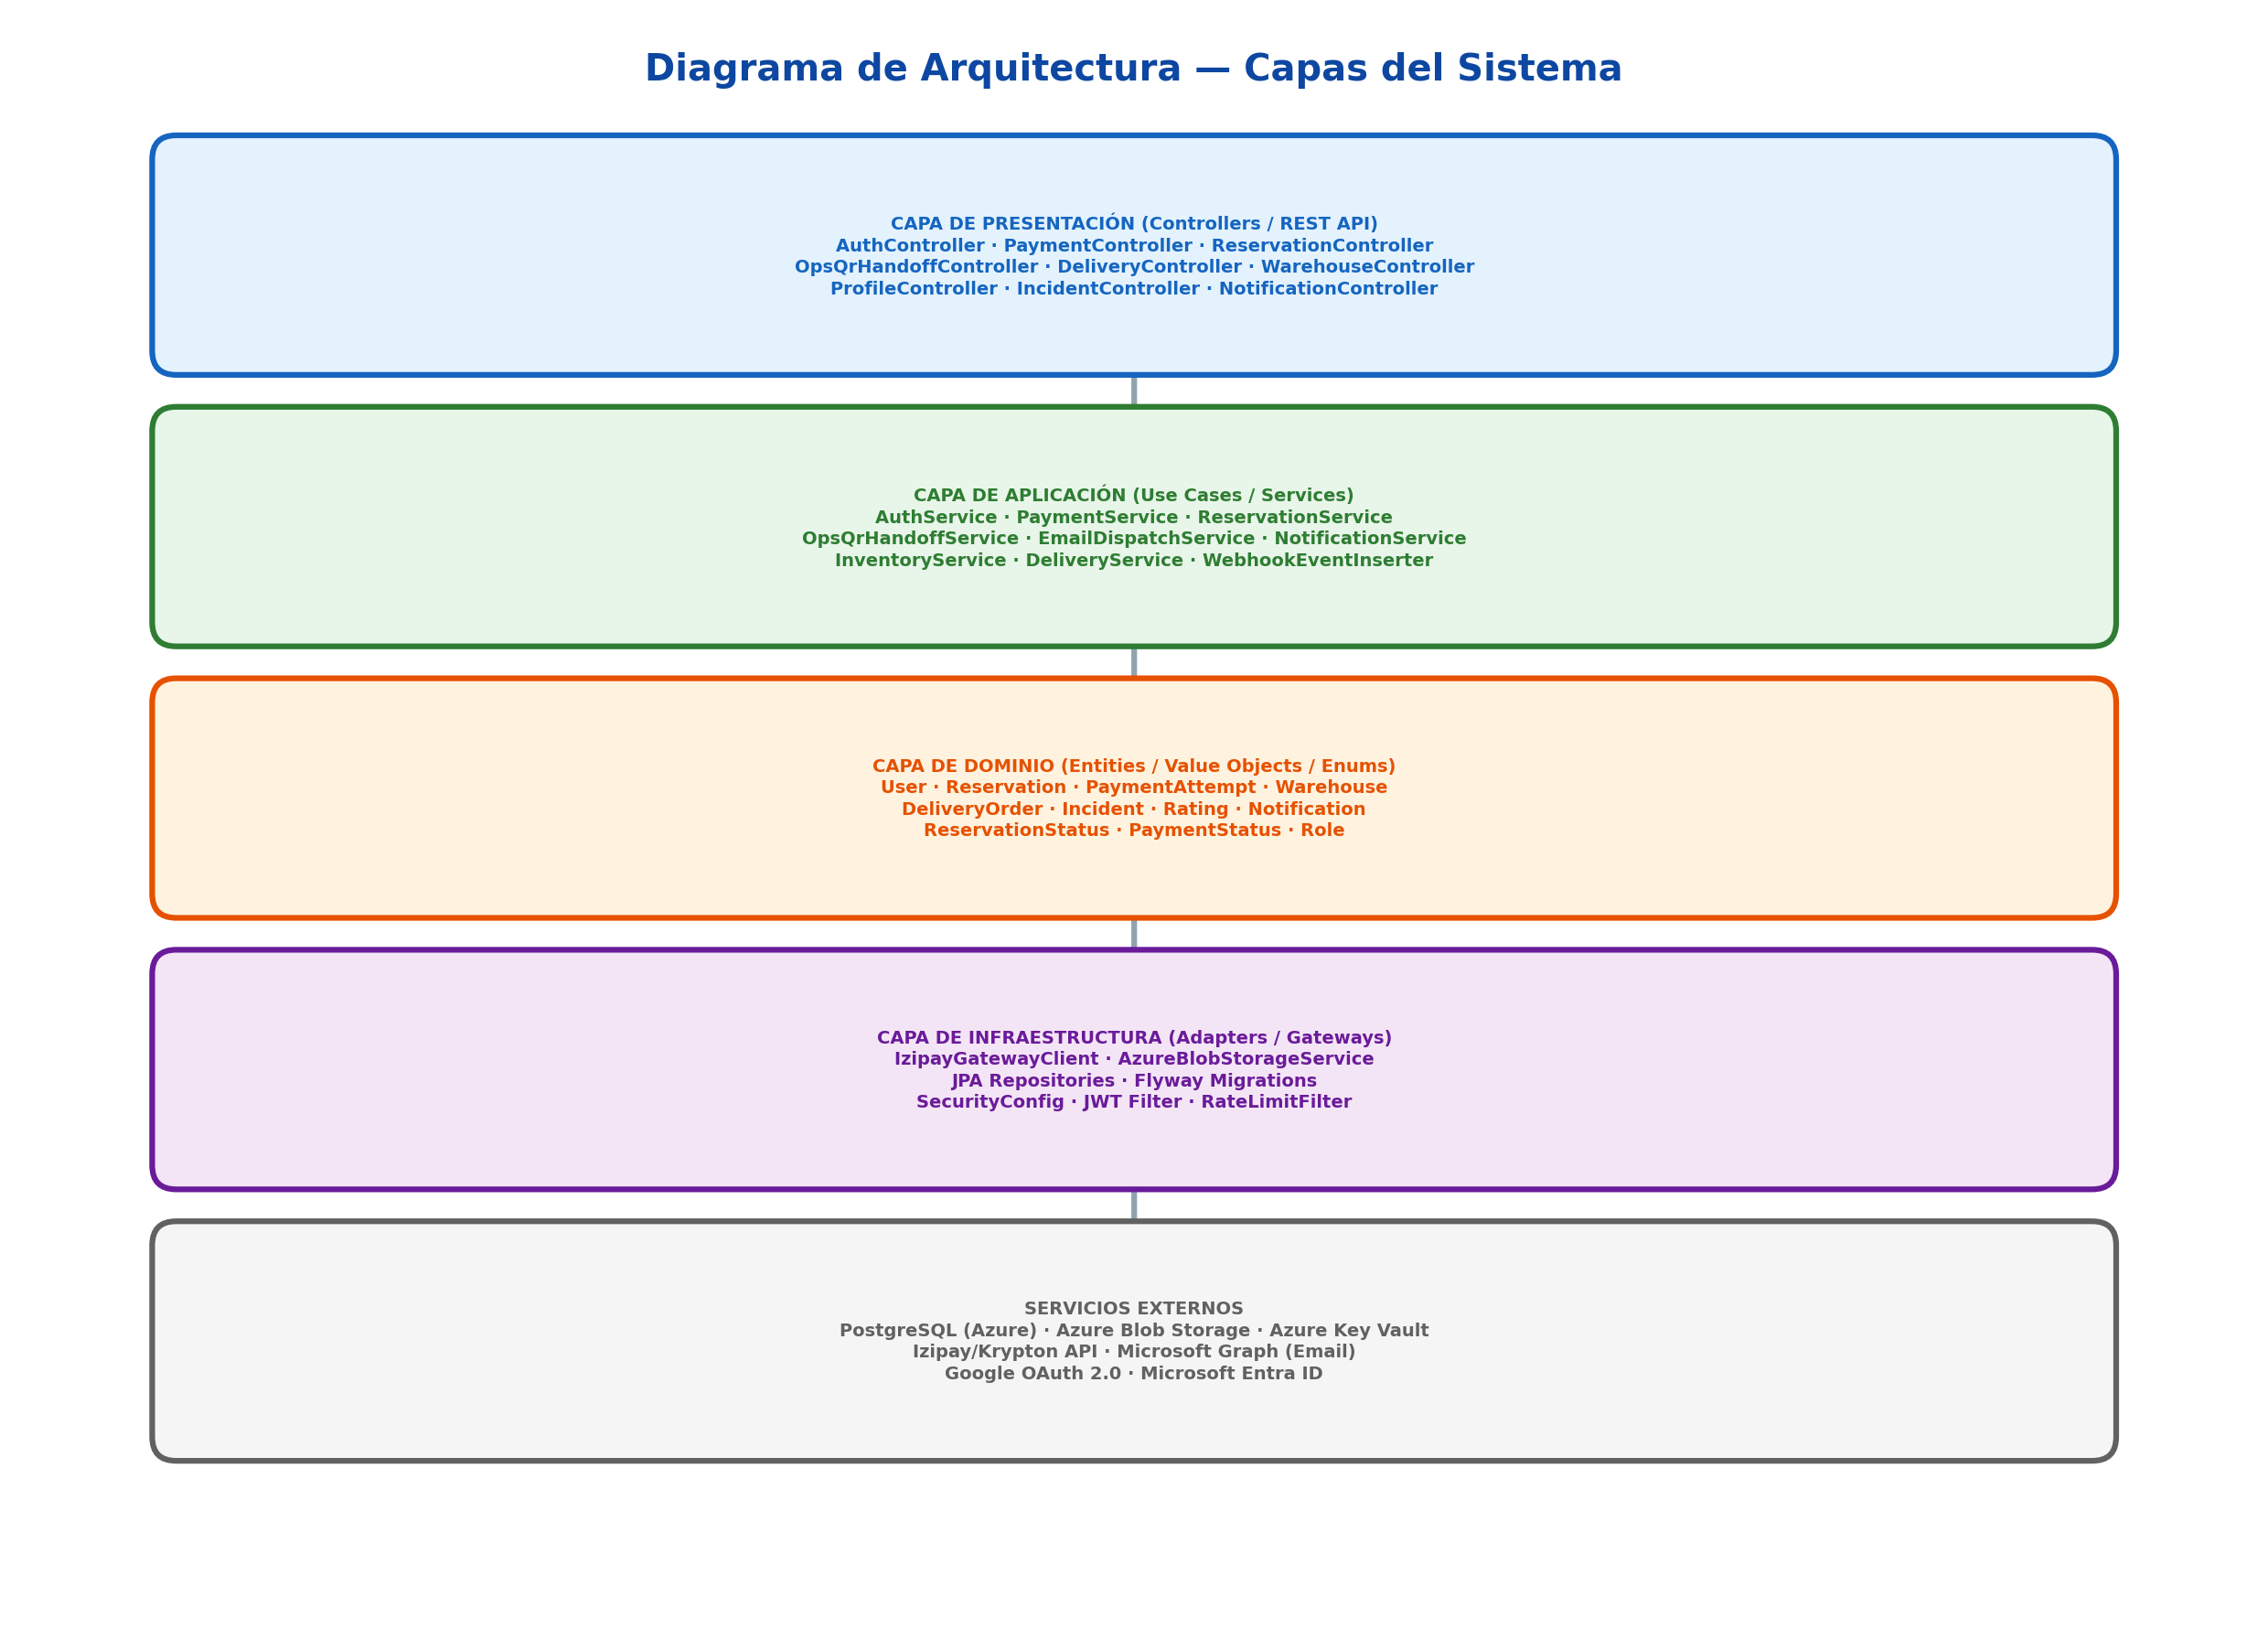 Diagrama de Arquitectura — Capas del Sistema
CAPA DE PRESENTACIÓN (Controllers / REST API)
AuthController · PaymentController · ReservationController
OpsQrHandoffController · DeliveryController · WarehouseController
ProfileController · IncidentController · NotificationController
CAPA DE APLICACIÓN (Use Cases / Services)
AuthService · PaymentService · ReservationService
OpsQrHandoffService · EmailDispatchService · NotificationService
InventoryService · DeliveryService · WebhookEventInserter
CAPA DE DOMINIO (Entities / Value Objects / Enums)
User · Reservation · PaymentAttempt · Warehouse
DeliveryOrder · Incident · Rating · Notification
ReservationStatus · PaymentStatus · Role
CAPA DE INFRAESTRUCTURA (Adapters / Gateways)
IzipayGatewayClient · AzureBlobStorageService
JPA Repositories · Flyway Migrations
SecurityConfig · JWT Filter · RateLimitFilter
SERVICIOS EXTERNOS
PostgreSQL (Azure) · Azure Blob Storage · Azure Key Vault
Izipay/Krypton API · Microsoft Graph (Email)
Google OAuth 2.0 · Microsoft Entra ID